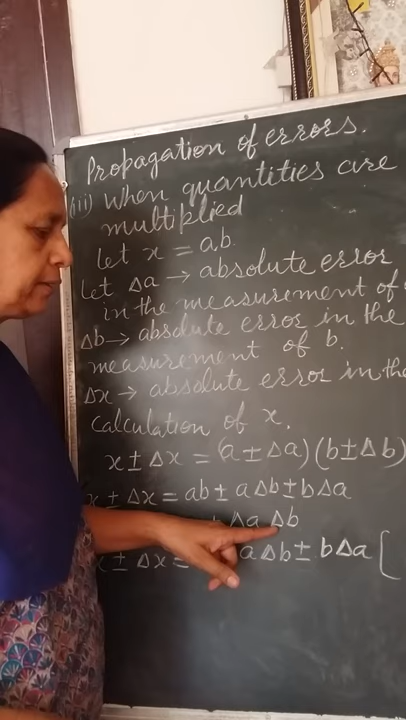 Propagation of errors.
(iii) When quantities are
multiplied
Let x = a.b.
Let Δa → absolute error
in the measurement of
Δb → absolute error in the
measurement of b.
Δx → absolute error in the
calculation of x.
x ± Δx = (a ± Δa) (b ± Δb)
x ± Δx = ab ± aΔb ± bΔa
± Δa Δb
x ± Δx = aΔb ± bΔa [